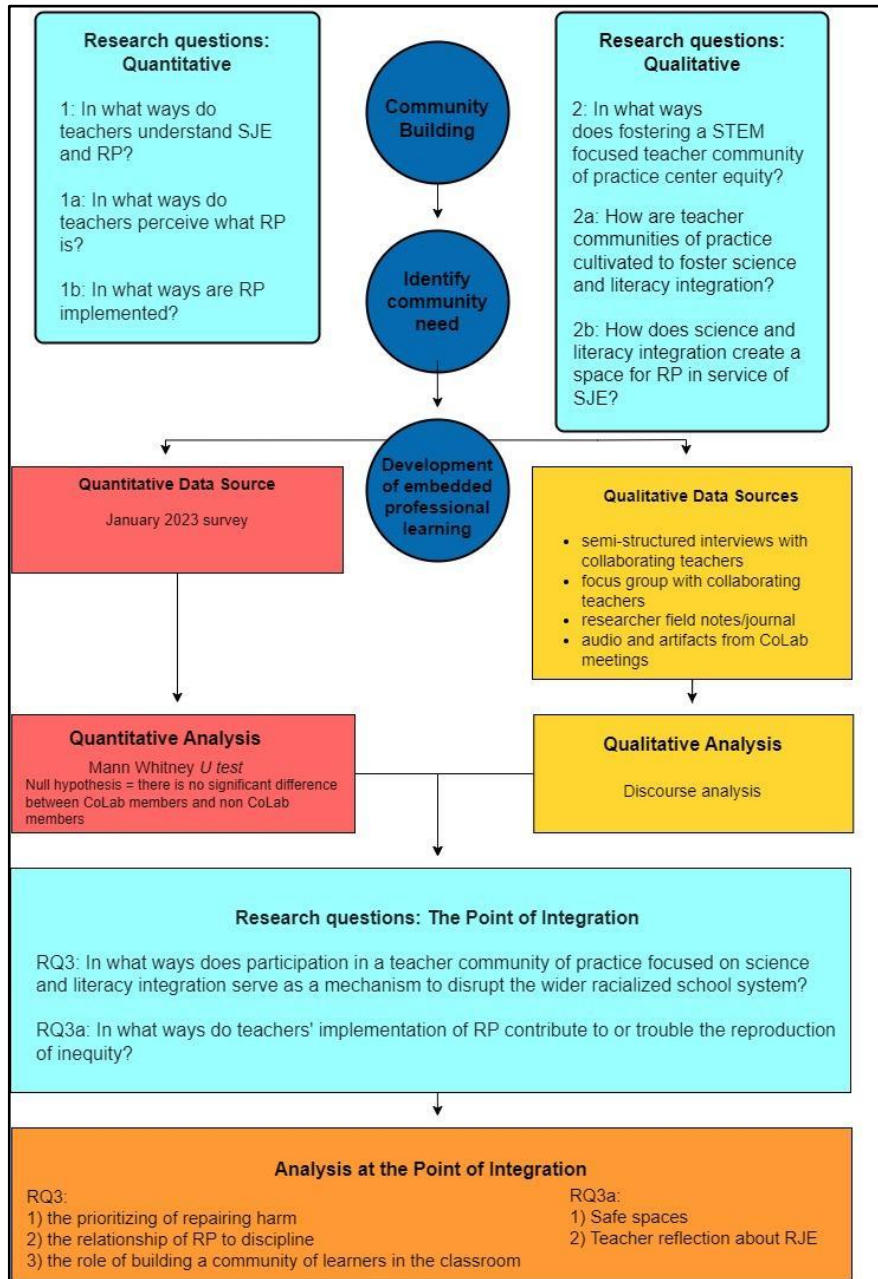 Research questions:
Quantitative
1: In what ways do
teachers understand SJE
and RP?
1a: In what ways do
teachers perceive what RP
is?
1b: In what ways are RP
implemented?
Community
Building
Identify
community
need
Development
of embedded
professional
learning
Research questions:
Qualitative
2: In what ways
does fostering a STEM
focused teacher community
of practice center equity?
2a: How are teacher
communities of practice
cultivated to foster science
and literacy integration?
2b: How does science and
literacy integration create a
space for RP in service of
SJE?
Quantitative Data Source
January 2023 survey
Qualitative Data Sources
• semi-structured interviews with
collaborating teachers
• focus group with collaborating
teachers
• researcher field notes/journal
• audio and artifacts from CoLab
meetings
Quantitative Analysis
Mann Whitney U test
Null hypothesis = there is no significant difference
between CoLab members and non CoLab
members
Qualitative Analysis
Discourse analysis
Research questions: The Point of Integration
RQ3: In what ways does participation in a teacher community of practice focused on science
and literacy integration serve as a mechanism to disrupt the wider racialized school system?
RQ3a: In what ways do teachers' implementation of RP contribute to or trouble the reproduction
of inequity?
Analysis at the Point of Integration
RQ3:
1) the prioritizing of repairing harm
2) the relationship of RP to discipline
3) the role of building a community of learners in the classroom
RQ3a:
1) Safe spaces
2) Teacher reflection about RJE